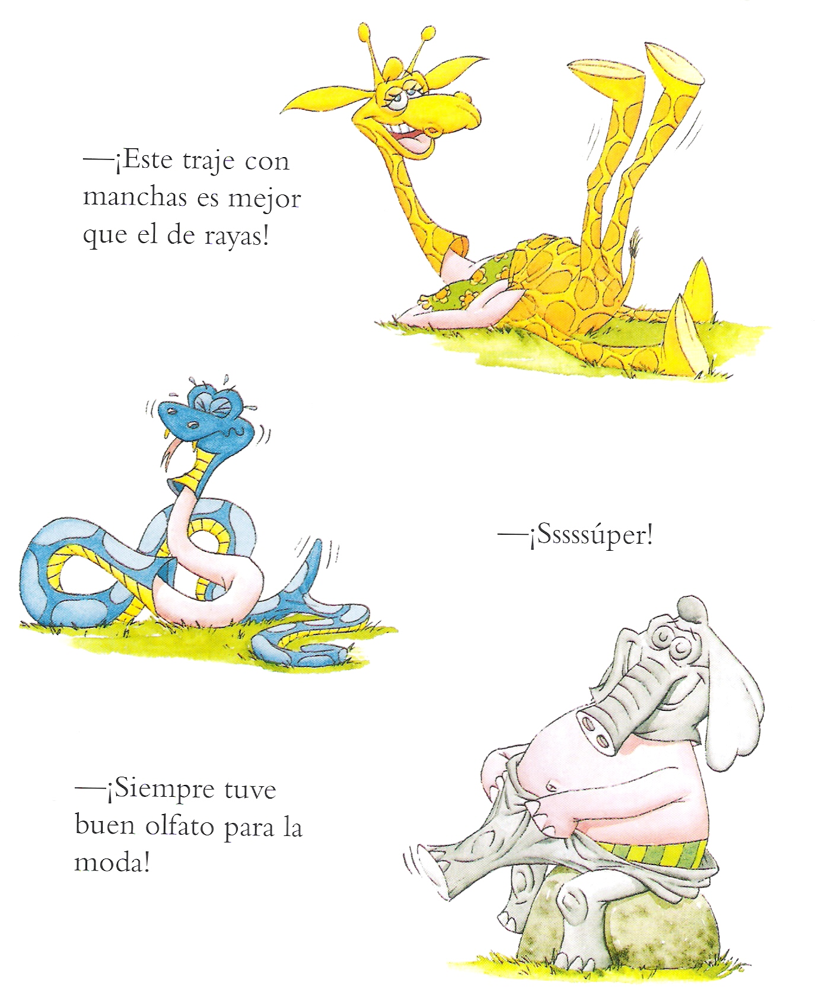 —¡Este traje con
manchas es mejor
que el de rayas!
—¡Sssssúper!
—¡Siempre tuve
buen olfato para la
moda!